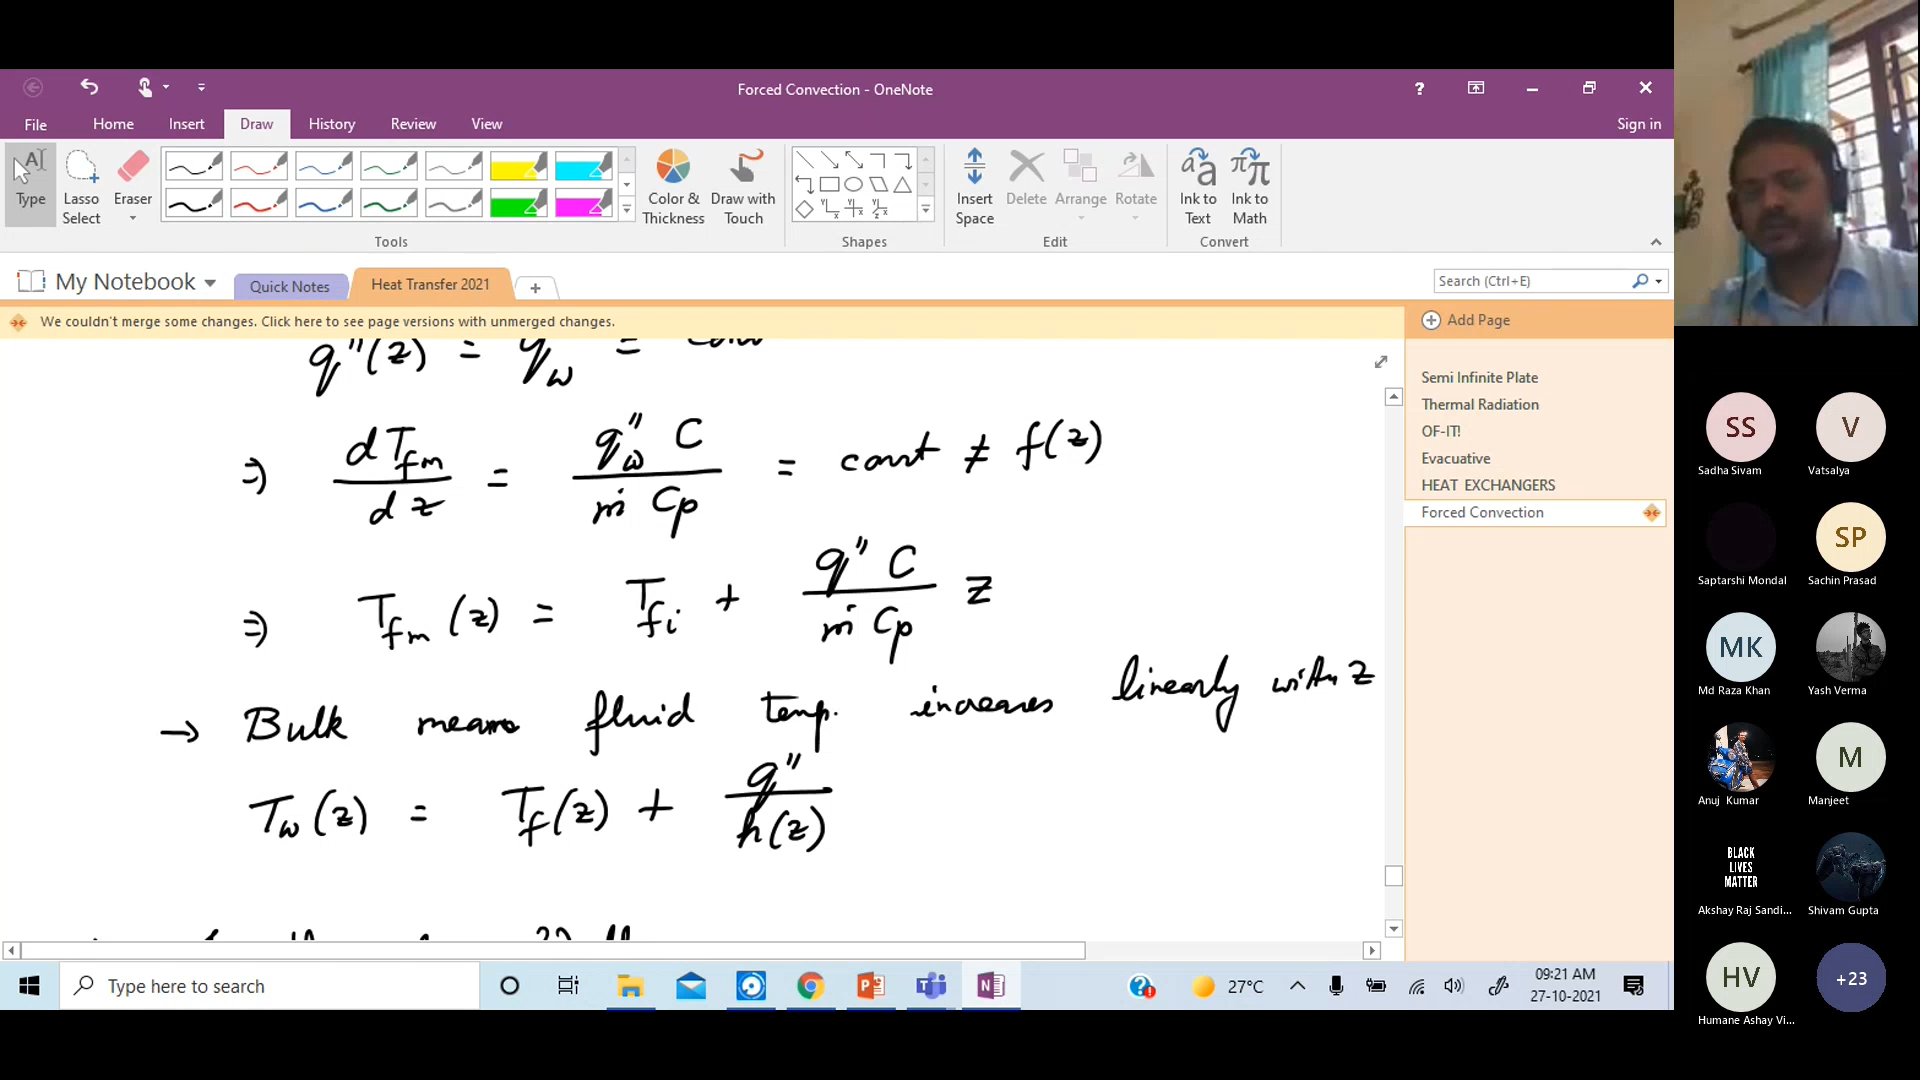 Forced Convection - OneNote
?
File Home Insert Draw History Review View
Sign in
Type
Lasso Select
Eraser
Color & Thickness
Draw with Touch
Insert Space
Delete
Arrange
Rotate
Ink to Text
Ink to Math
Tools
Shapes
Edit
Convert
My Notebook
Quick Notes
Heat Transfer 2021
Search (Ctrl+E)
We couldn't merge some changes. Click here to see page versions with unmerged changes.
Add Page
Semi Infinite Plate
Thermal Radiation
OF-IT!
Evacuative
HEAT EXCHANGERS
Forced Convection
q''(z) = q''w =
⇒ dTfm/dz = q''w C / ṁ Cp = const ≠ f(z)
⇒ Tfm(z) = Tfi + q'' C / ṁ Cp z
→ Bulk mean fluid temp. increases linearly with z
Tw(z) = Tf(z) + q''/h(z)
Type here to search
27°C
09:21 AM
27-10-2021
SS
Sadha Sivam
V
Vatsalya
Saptarshi Mondal
SP
Sachin Prasad
MK
Md Raza Khan
Yash Verma
Anuj Kumar
M
Manjeet
BLACK
LIVES
MATTER
Akshay Raj Sandi...
Shivam Gupta
HV
Humane Ashay Vi...
+23